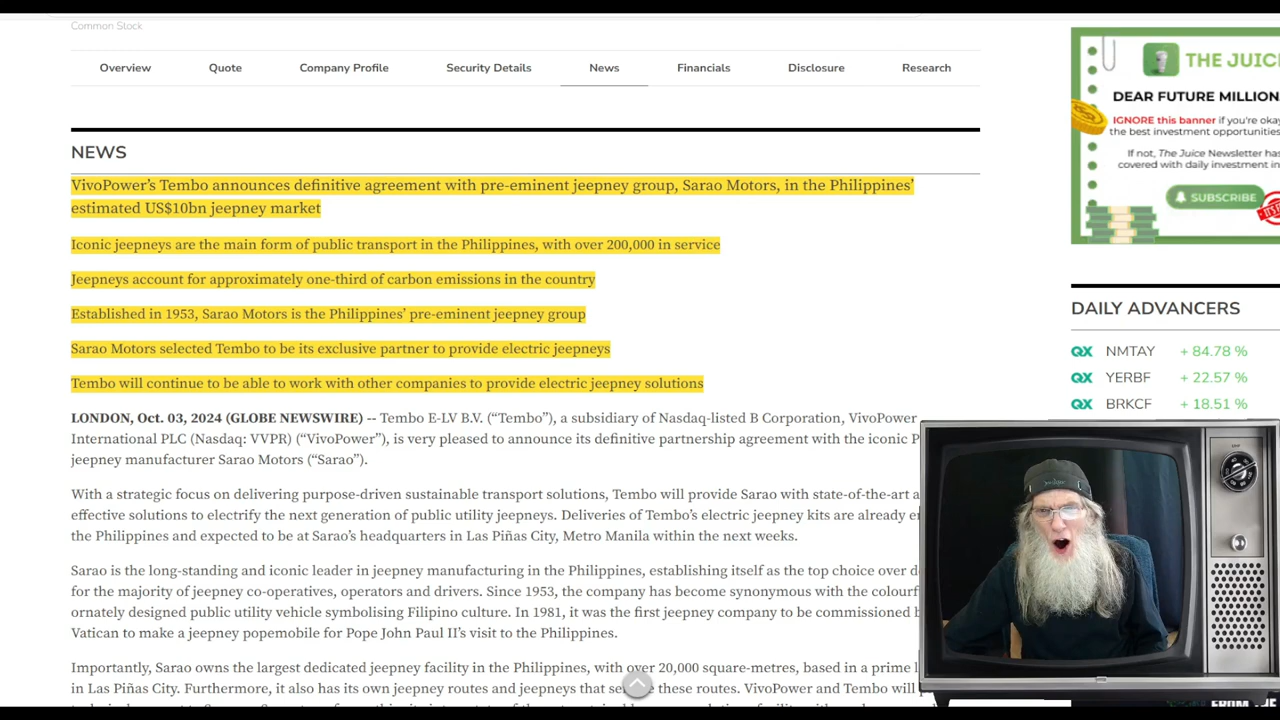 Common Stock
Overview Quote Company Profile Security Details News Financials Disclosure Research
NEWS
VivoPower’s Tembo announces definitive agreement with pre-eminent jeepney group, Sarao Motors, in the Philippines’
estimated US$10bn jeepney market
Iconic jeepneys are the main form of public transport in the Philippines, with over 200,000 in service
Jeepneys account for approximately one-third of carbon emissions in the country
Established in 1953, Sarao Motors is the Philippines’ pre-eminent jeepney group
Sarao Motors selected Tembo to be its exclusive partner to provide electric jeepneys
Tembo will continue to be able to work with other companies to provide electric jeepney solutions
LONDON, Oct. 03, 2024 (GLOBE NEWSWIRE) -- Tembo E-LV B.V. (“Tembo”), a subsidiary of Nasdaq-listed B Corporation, VivoPower
International PLC (Nasdaq: VVPR) (“VivoPower”), is very pleased to announce its definitive partnership agreement with the iconic
jeepney manufacturer Sarao Motors (“Sarao”).
With a strategic focus on delivering purpose-driven sustainable transport solutions, Tembo will provide Sarao with state-of-the-art
effective solutions to electrify the next generation of public utility jeepneys. Deliveries of Tembo’s electric jeepney kits are already
the Philippines and expected to be at Sarao’s headquarters in Las Piñas City, Metro Manila within the next weeks.
Sarao is the long-standing and iconic leader in jeepney manufacturing in the Philippines, establishing itself as the top choice over
for the majority of jeepney co-operatives, operators and drivers. Since 1953, the company has become synonymous with the
ornately designed public utility vehicle symbolising Filipino culture. In 1981, it was the first jeepney company to be commissioned
Vatican to make a jeepney popemobile for Pope John Paul II’s visit to the Philippines.
Importantly, Sarao owns the largest dedicated jeepney facility in the Philippines, with over 20,000 square-metres, based in a prime
in Las Piñas City. Furthermore, it also has its own jeepney routes and jeepneys that these routes. VivoPower and Tembo will
THE JUICE
DEAR FUTURE
IGNORE this banner if you're
the best investment
If not, The Juice Newsletter has
covered with daily
SUBSCRIBE
DAILY ADVANCERS
QX NMTAY + 84.78 %
QX YERBF + 22.57 %
QX BRKCF + 18.51 %